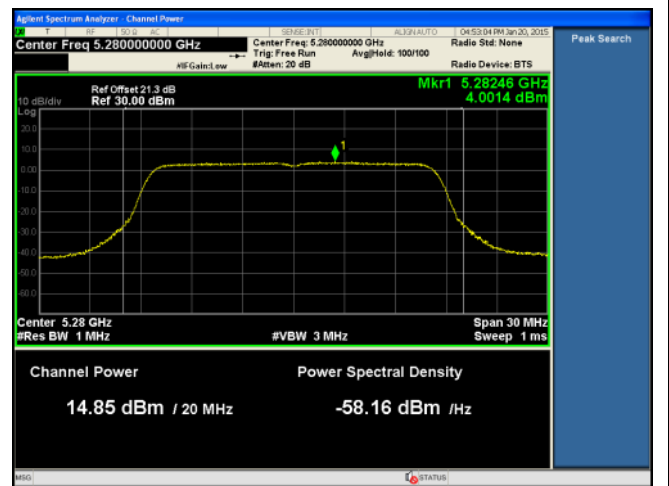 Agilent Spectrum Analyzer - Channel Power
T RF 50 Ω AC SENSE:INT ALIGNAUTO 04:53:04 PM Jan 20, 2015
Center Freq 5.280000000 GHz Center Freq: 5.280000000 GHz Radio Std: None
Trig: Free Run Avg|Hold: 100/100
#IFGain:Low #Atten: 20 dB Radio Device: BTS
Peak Search
Mkr1 5.28246 GHz
4.0014 dBm
Ref Offset 21.3 dB
10 dB/div Ref 30.00 dBm
Log
20.0
10.0
1
0.00
-10.0
-20.0
-30.0
-40.0
-50.0
-60.0
Center 5.28 GHz Span 30 MHz
#Res BW 1 MHz #VBW 3 MHz Sweep 1 ms
Channel Power Power Spectral Density
14.85 dBm / 20 MHz -58.16 dBm /Hz
MSG STATUS